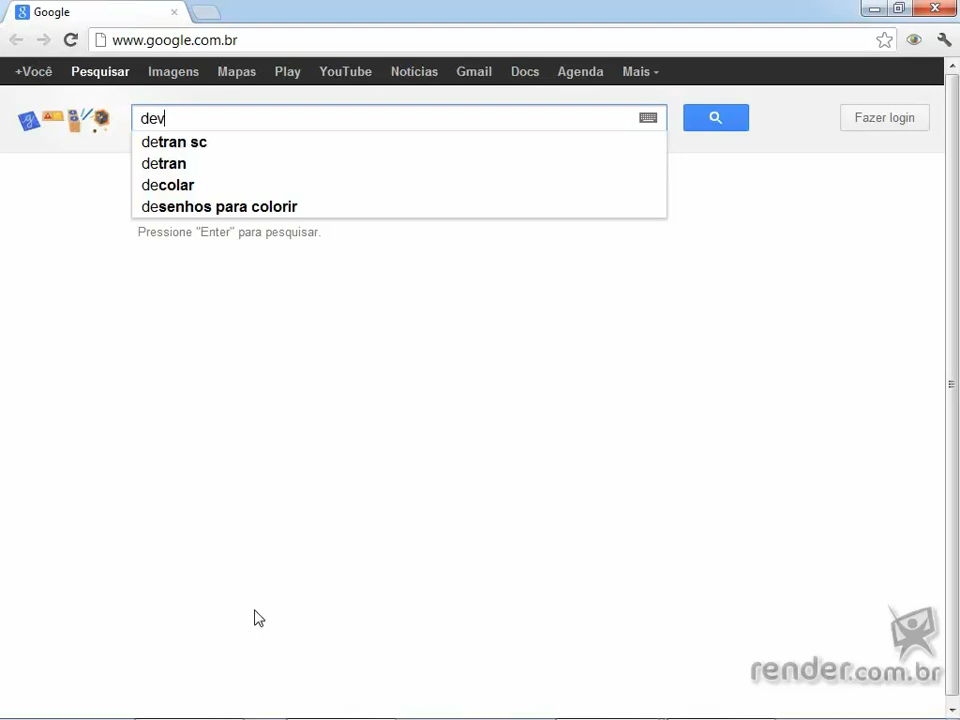 Google
www.google.com.br
+Você Pesquisar Imagens Mapas Play YouTube Notícias Gmail Docs Agenda Mais
dev
Fazer login
detran sc
detran
decolar
desenhos para colorir
Pressione "Enter" para pesquisar.
render.com.br